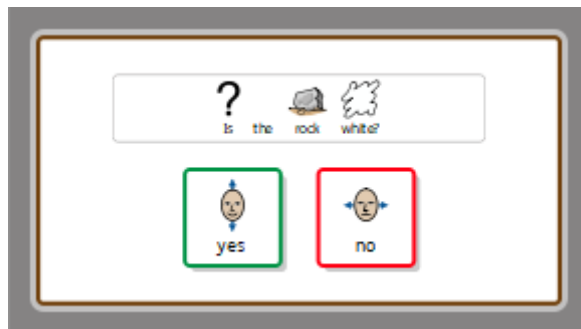 Is the rock white?
yes
no